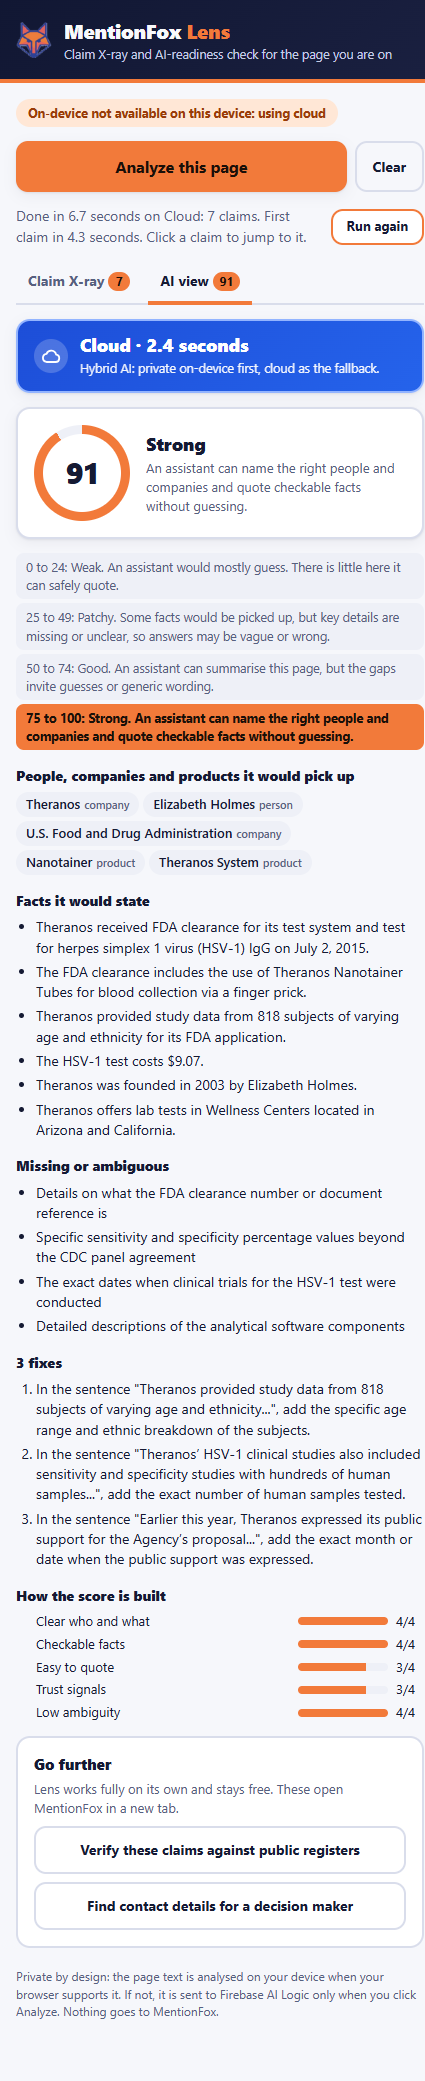 MentionFox Lens
Claim X-ray and AI-readiness check for the page you are on
On-device not available on this device: using cloud
Analyze this page
Clear
Done in 6.7 seconds on Cloud: 7 claims. First
claim in 4.3 seconds. Click a claim to jump to it.
Run again
Claim X-ray 7
AI view 91
Cloud · 2.4 seconds
Hybrid AI: private on-device first, cloud as the fallback.
91
Strong
An assistant can name the right people and
companies and quote checkable facts
without guessing.
0 to 24: Weak. An assistant would mostly guess. There is little here it
can safely quote.
25 to 49: Patchy. Some facts would be picked up, but key details are
missing or unclear, so answers may be vague or wrong.
50 to 74: Good. An assistant can summarise this page, but the gaps
invite guesses or generic wording.
75 to 100: Strong. An assistant can name the right people and
companies and quote checkable facts without guessing.
People, companies and products it would pick up
Theranos company Elizabeth Holmes person
U.S. Food and Drug Administration company
Nanotainer product Theranos System product
Facts it would state
• Theranos received FDA clearance for its test system and test
for herpes simplex 1 virus (HSV-1) IgG on July 2, 2015.
• The FDA clearance includes the use of Theranos Nanotainer
Tubes for blood collection via a finger prick.
• Theranos provided study data from 818 subjects of varying
age and ethnicity for its FDA application.
• The HSV-1 test costs $9.07.
• Theranos was founded in 2003 by Elizabeth Holmes.
• Theranos offers lab tests in Wellness Centers located in
Arizona and California.
Missing or ambiguous
• Details on what the FDA clearance number or document
reference is
• Specific sensitivity and specificity percentage values beyond
the CDC panel agreement
• The exact dates when clinical trials for the HSV-1 test were
conducted
• Detailed descriptions of the analytical software components
3 fixes
1. In the sentence "Theranos provided study data from 818
subjects of varying age and ethnicity...", add the specific age
range and ethnic breakdown of the subjects.
2. In the sentence "Theranos’ HSV-1 clinical studies also included
sensitivity and specificity studies with hundreds of human
samples...", add the exact number of human samples tested.
3. In the sentence "Earlier this year, Theranos expressed its public
support for the Agency’s proposal...", add the exact month or
date when the public support was expressed.
How the score is built
Clear who and what 4/4
Checkable facts 4/4
Easy to quote 3/4
Trust signals 3/4
Low ambiguity 4/4
Go further
Lens works fully on its own and stays free. These open
MentionFox in a new tab.
Verify these claims against public registers
Find contact details for a decision maker
Private by design: the page text is analysed on your device when your
browser supports it. If not, it is sent to Firebase AI Logic only when you click
Analyze. Nothing goes to MentionFox.